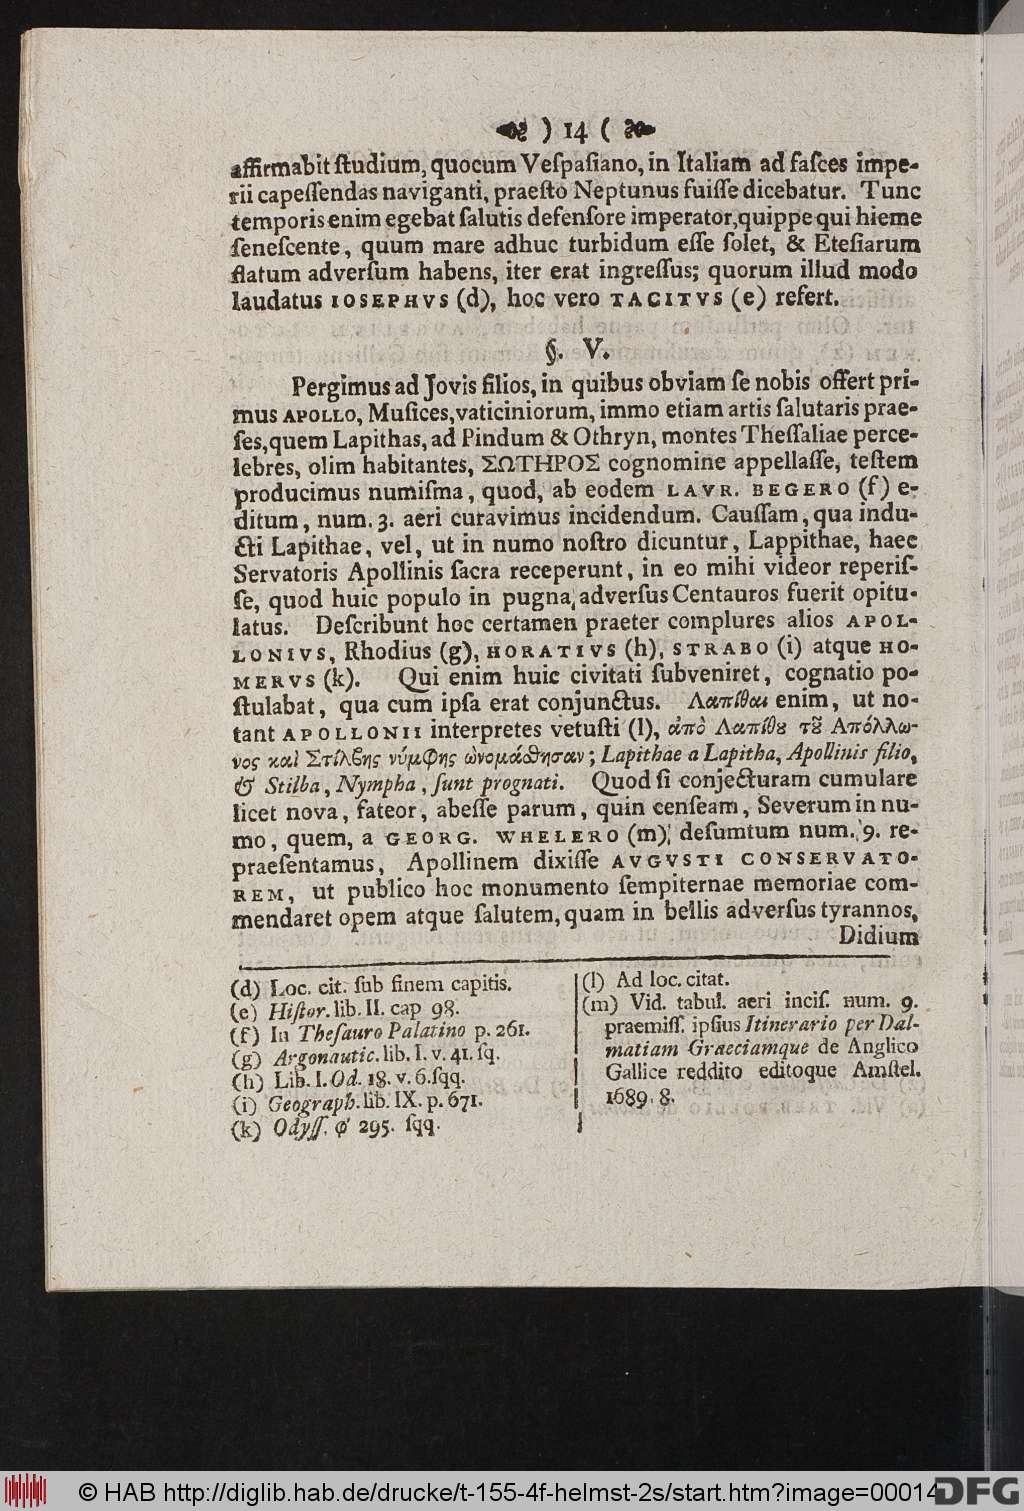 ) 14 (
affirmabit ſtudium, quocum Veſpaſiano, in Italiam ad faſces impe-
rii capeſſendas naviganti, praeſto Neptunus fuiſſe dicebatur. Tunc
temporis enim egebat ſalutis defenſore imperator, quippe qui hieme
ſeneſcente, quum mare adhuc turbidum eſſe ſolet, & Eteſiarum
flatum adverſum habens, iter erat ingreſſus; quorum illud modo
laudatus IOSEPHVS (d), hoc vero TACITVS (e) refert.
§. V.
Pergimus ad Jovis filios, in quibus obviam ſe nobis offert pri-
mus APOLLO, Muſices, vaticiniorum, immo etiam artis ſalutaris prae-
ſes, quem Lapithas, ad Pindum & Othryn, montes Theſſaliae perce-
lebres, olim habitantes, ΣΩΤΗΡΟΣ cognomine appellaſſe, teſtem
producimus numiſma, quod, ab eodem LAVR. BEGERO (f) e-
ditum, num. 3. aeri curavimus incidendum. Cauſſam, qua indu-
cti Lapithae, vel, ut in numo noſtro dicuntur, Lappithae, haec
Servatoris Apollinis ſacra receperunt, in eo mihi videor reperiſ-
ſe, quod huic populo in pugna adverſus Centauros fuerit opitu-
latus. Deſcribunt hoc certamen praeter complures alios APOL-
LONIVS, Rhodius (g), HORATIVS (h), STRABO (i) atque HO-
MERVS (k). Qui enim huic civitati ſubveniret, cognatio po-
ſtulabat, qua cum ipſa erat conjunctus. Λαπίθαι enim, ut no-
tant APOLLONII interpretes vetuſti (l), ἀπὸ Λαπίθȣ τȣ͂ Ἀπόλλω-
νος καὶ Στίλβης νύμφης ὠνομάσθησαν; Lapithae a Lapitha, Apollinis filio,
& Stilba, Nympha, ſunt prognati. Quod ſi conjecturam cumulare
licet nova, fateor, abeſſe parum, quin cenſeam, Severum in nu-
mo, quem, a GEORG. WHELERO (m), deſumtum num. 9. re-
praeſentamus, Apollinem dixiſſe AVGVSTI CONSERVATO-
REM, ut publico hoc monumento ſempiternae memoriae com-
mendaret opem atque ſalutem, quam in bellis adverſus tyrannos,
Didium
(d) Loc. cit. ſub finem capitis.
(e) Hiſtor. lib. II. cap 98.
(f) In Theſauro Palatino p. 261.
(g) Argonautic. lib. I. v. 41. ſq.
(h) Lib. I. Od. 18. v. 6. ſqq.
(i) Geograph. lib. IX. p. 671.
(k) Odyſſ. φ' 295. ſqq.
(l) Ad loc. citat.
(m) Vid. tabul. aeri inciſ. num. 9.
praemiſſ. ipſius Itinerario per Dal-
matiam Graeciamque de Anglico
Gallice reddito editoque Amſtel.
1689. 8.
© HAB http://diglib.hab.de/drucke/t-155-4f-helmst-2s/start.htm?image=00014
DFG